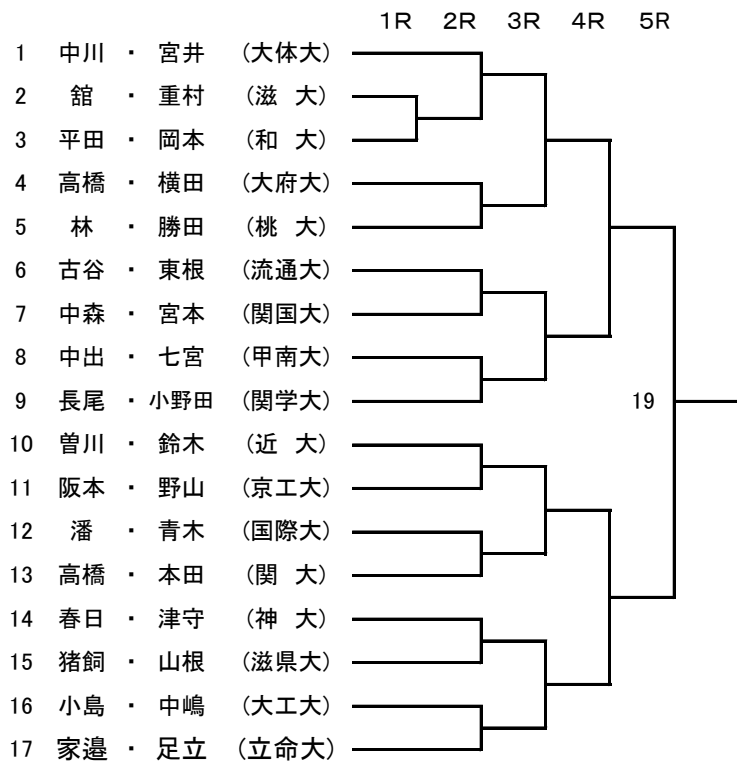 1R 2R 3R 4R 5R
1 中川 ・ 宮井 (大体大)
2 舘 ・ 重村 (滋 大)
3 平田 ・ 岡本 (和 大)
4 高橋 ・ 横田 (大府大)
5 林 ・ 勝田 (桃 大)
6 古谷 ・ 東根 (流通大)
7 中森 ・ 宮本 (関国大)
8 中出 ・ 七宮 (甲南大)
9 長尾 ・ 小野田 (関学大) 19
10 曽川 ・ 鈴木 (近 大)
11 阪本 ・ 野山 (京工大)
12 潘 ・ 青木 (国際大)
13 高橋 ・ 本田 (関 大)
14 春日 ・ 津守 (神 大)
15 猪飼 ・ 山根 (滋県大)
16 小島 ・ 中嶋 (大工大)
17 家邉 ・ 足立 (立命大)